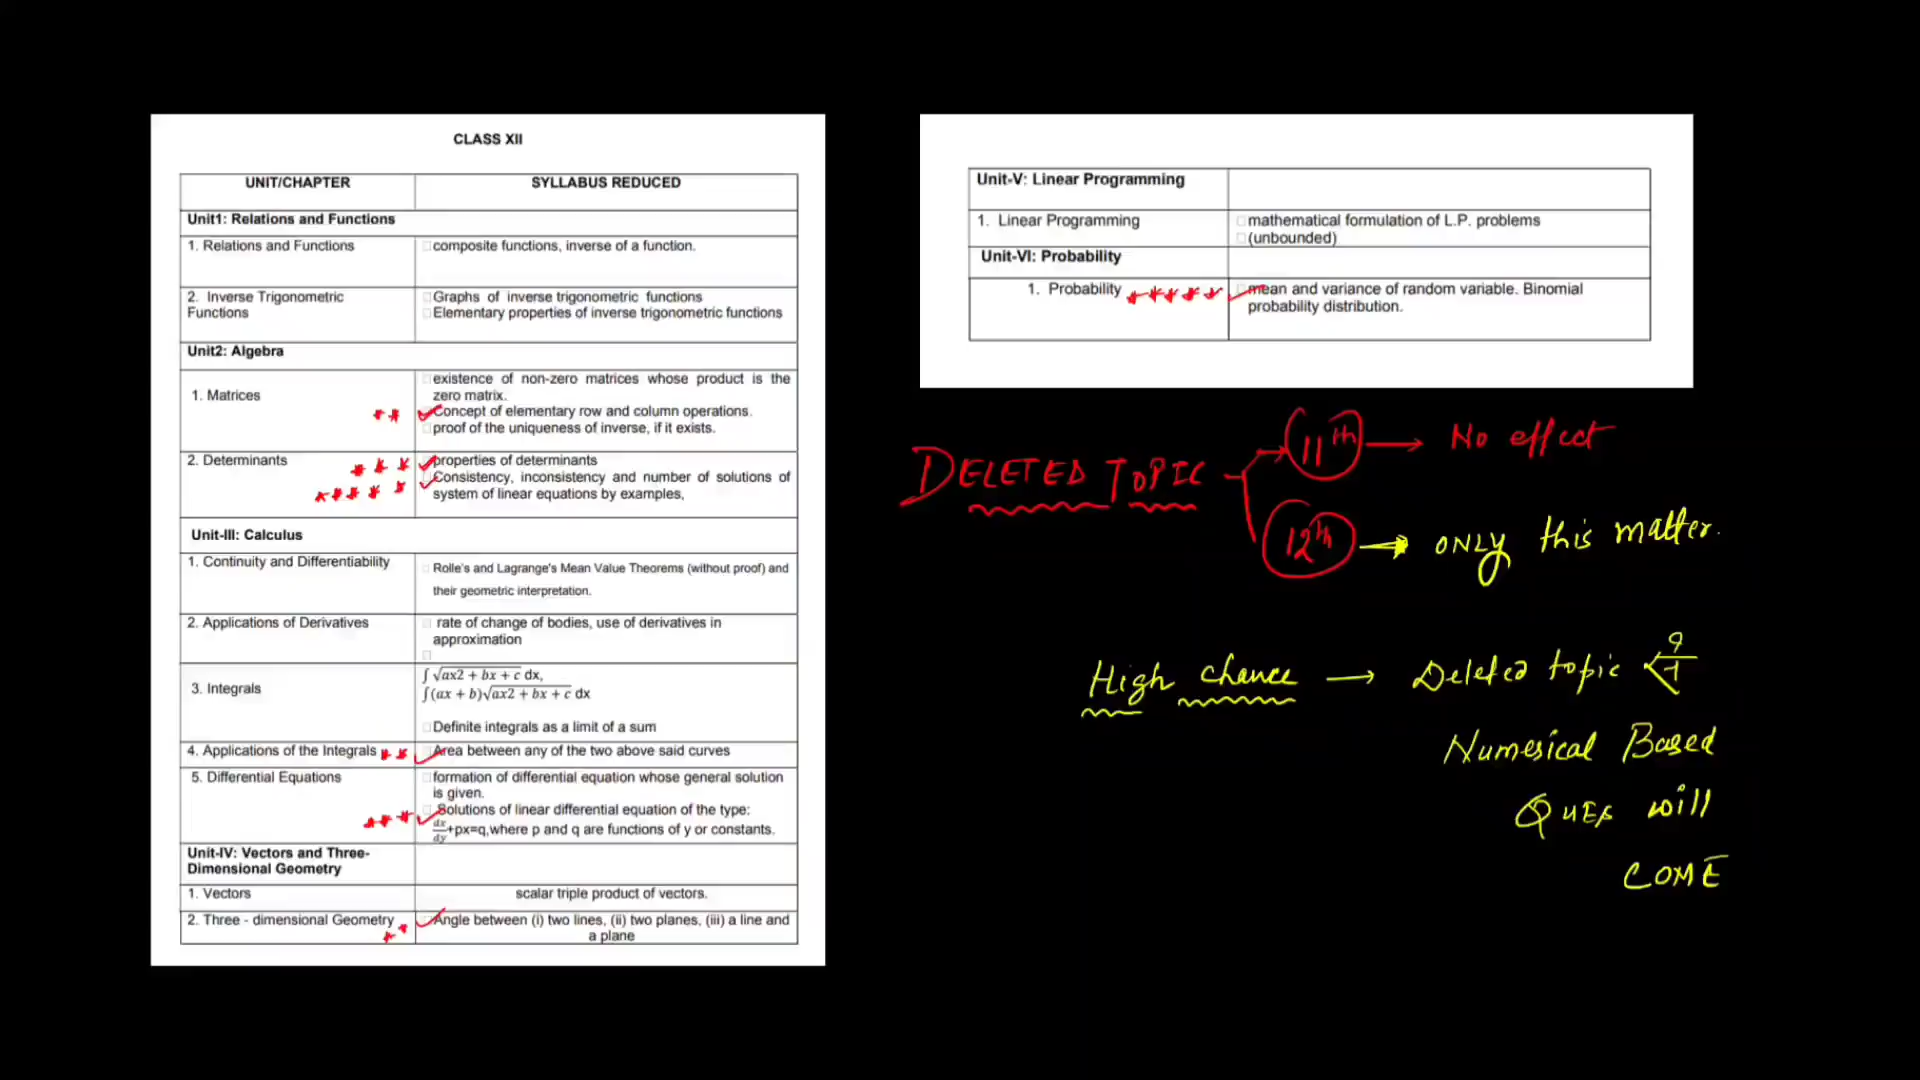 CLASS XII
UNIT/CHAPTER SYLLABUS REDUCED
Unit1: Relations and Functions
1. Relations and Functions composite functions, inverse of a function.
2. Inverse Trigonometric Functions
Graphs of inverse trigonometric functions
Elementary properties of inverse trigonometric functions
Unit2: Algebra
1. Matrices
existence of non-zero matrices whose product is the
zero matrix.
Concept of elementary row and column operations.
proof of the uniqueness of inverse, if it exists.
2. Determinants
properties of determinants
Consistency, inconsistency and number of solutions of
system of linear equations by examples,
Unit-III: Calculus
1. Continuity and Differentiability
Rolle's and Lagrange's Mean Value Theorems (without proof) and
their geometric interpretation.
2. Applications of Derivatives
rate of change of bodies, use of derivatives in
approximation
3. Integrals
∫ √ax2 + bx + c dx,
∫(ax + b)√ax2 + bx + c dx
Definite integrals as a limit of a sum
4. Applications of the Integrals Area between any of the two above said curves
5. Differential Equations
formation of differential equation whose general solution
is given.
Solutions of linear differential equation of the type:
dx/dy+px=q,where p and q are functions of y or constants.
Unit-IV: Vectors and Three-
Dimensional Geometry
1. Vectors scalar triple product of vectors.
2. Three - dimensional Geometry
Angle between (i) two lines, (ii) two planes, (iii) a line and
a plane
Unit-V: Linear Programming
1. Linear Programming
mathematical formulation of L.P. problems
(unbounded)
Unit-VI: Probability
1. Probability
mean and variance of random variable. Binomial
probability distribution.
DELETED TOPIC
11th → No effect
12th → ONLY this matter.
High chance → Deleted topic
Numerical Based
Ques will
COME